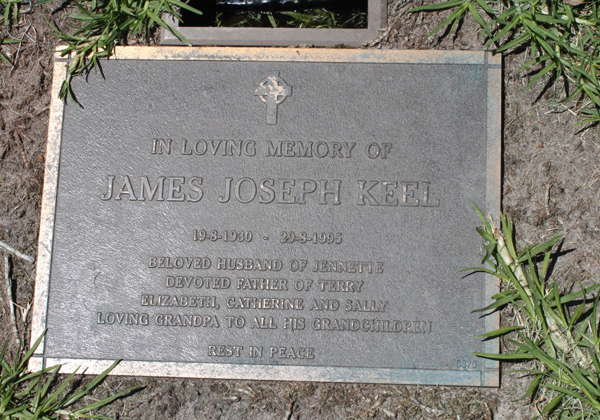 IN LOVING MEMORY OF
JAMES JOSEPH KEEL
19-8-1930 - 29-8-1995
BELOVED HUSBAND OF JENNETTE
DEVOTED FATHER OF TERRY
ELIZABETH, CATHERINE AND SALLY
LOVING GRANDPA TO ALL HIS GRANDCHILDREN
REST IN PEACE